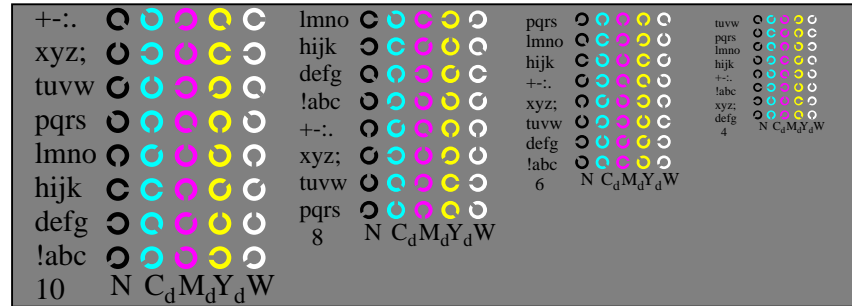 +-:.
xyz;
tuvw
pqrs
lmno
hijk
defg
!abc
10 N CdMdYdW
lmno
hijk
defg
!abc
+-:.
xyz;
tuvw
pqrs
8 N CdMdYdW
pqrs
lmno
hijk
+-:.
xyz;
tuvw
defg
!abc
6 N CdMdYdW
tuvw
pqrs
lmno
hijk
+-:.
!abc
xyz;
defg
4 N CdMdYdW